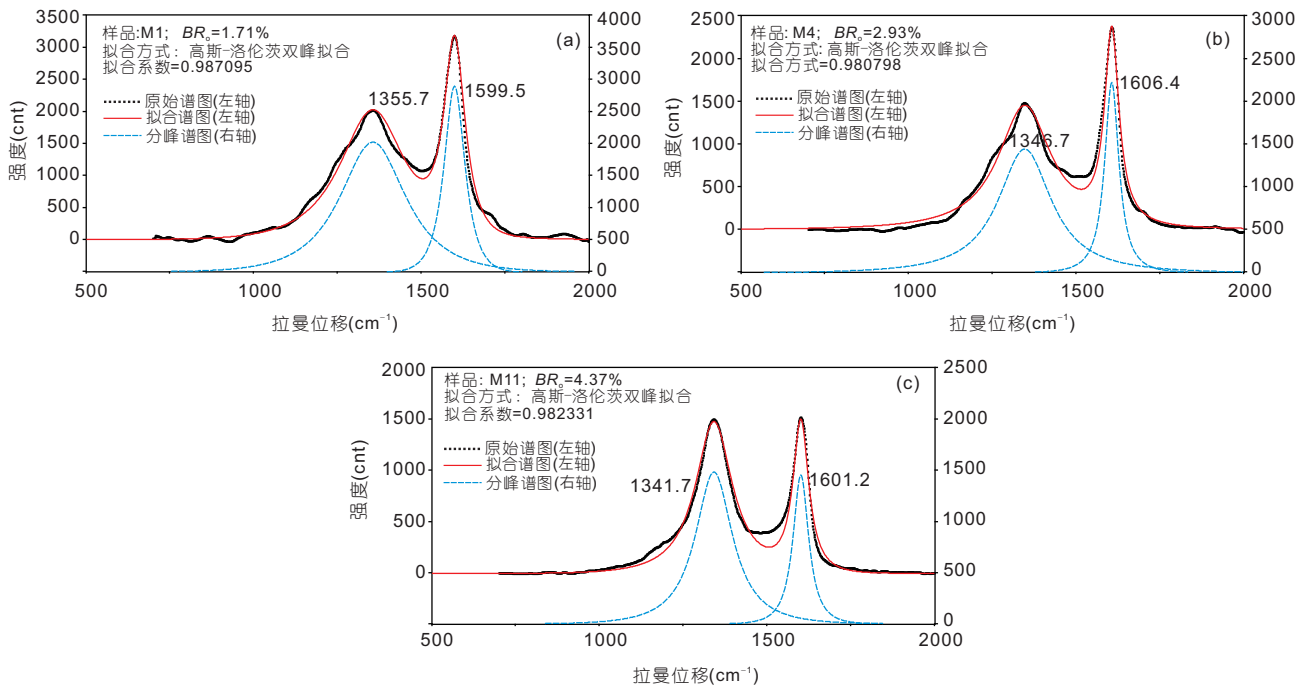 样品:M1; BRₒ=1.71%
拟合方式：高斯-洛伦茨双峰拟合
拟合系数=0.987095
(a)
原始谱图(左轴)
拟合谱图(左轴)
分峰谱图(右轴)
1355.7
1599.5
强度(cnt)
3500
3000
2500
2000
1500
1000
500
0
4000
3500
3000
2500
2000
1500
1000
500
0
500
1000
1500
2000
拉曼位移(cm⁻¹)
样品: M4; BRₒ=2.93%
拟合方式: 高斯-洛伦茨双峰拟合
拟合方式=0.980798
(b)
原始谱图(左轴)
拟合谱图(左轴)
分峰谱图(右轴)
1346.7
1606.4
强度(cnt)
2500
2000
1500
1000
500
0
3000
2500
2000
1500
1000
500
0
500
1000
1500
2000
拉曼位移(cm⁻¹)
样品: M11; BRₒ=4.37%
拟合方式：高斯-洛伦茨双峰拟合
拟合系数=0.982331
(c)
原始谱图(左轴)
拟合谱图(左轴)
分峰谱图(右轴)
1341.7
1601.2
强度(cnt)
2000
1500
1000
500
0
2500
2000
1500
1000
500
0
500
1000
1500
2000
拉曼位移(cm⁻¹)